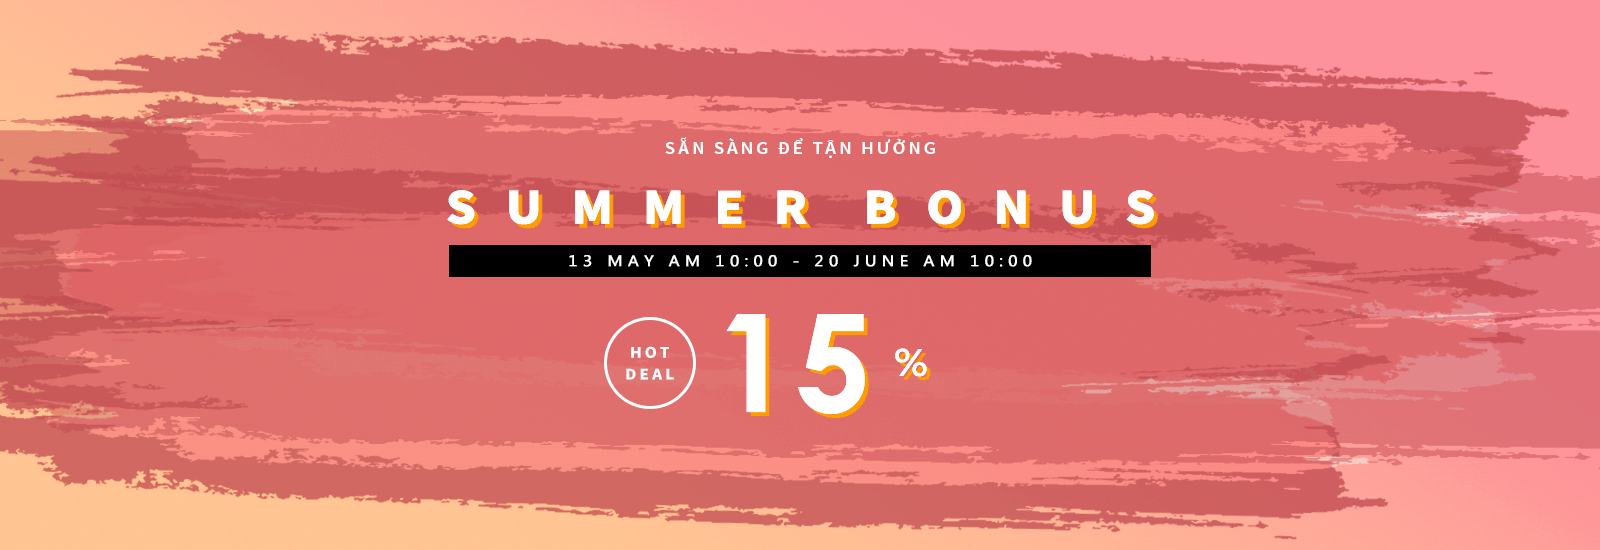 SẴN SÀNG ĐỂ TẬN HƯỞNG
SUMMER BONUS
13 MAY AM 10:00 - 20 JUNE AM 10:00
HOT
DEAL
15 %